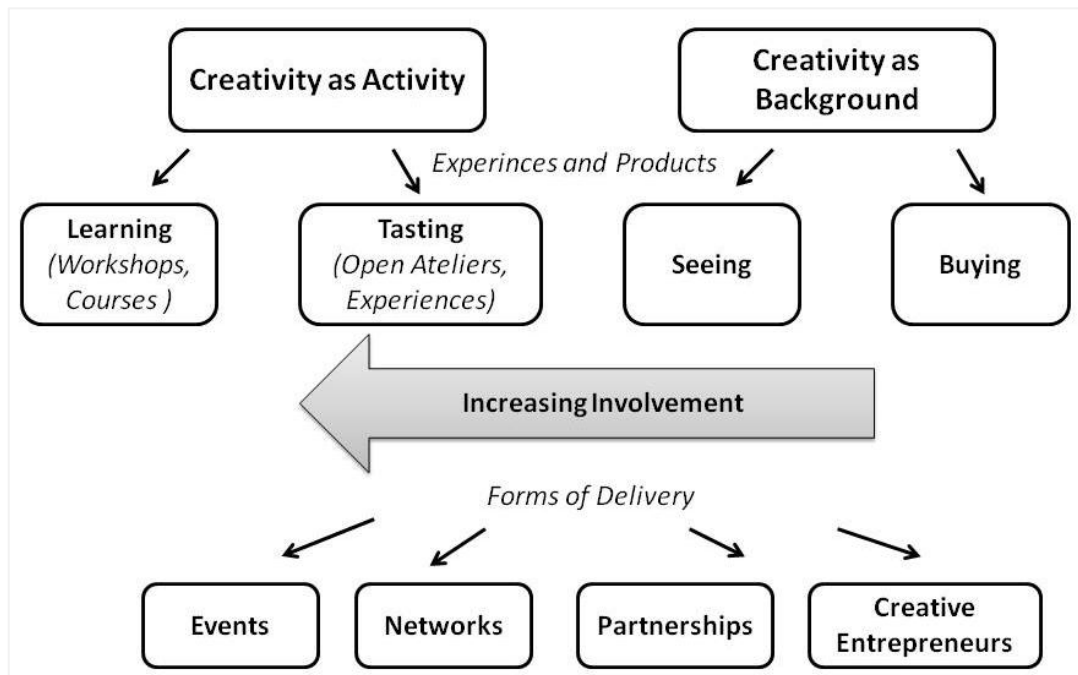 Creativity as Activity
Creativity as
Background
Experinces and Products
Learning
(Workshops,
Courses )
Tasting
(Open Ateliers,
Experiences)
Seeing
Buying
Increasing Involvement
Forms of Delivery
Events
Networks
Partnerships
Creative
Entrepreneurs